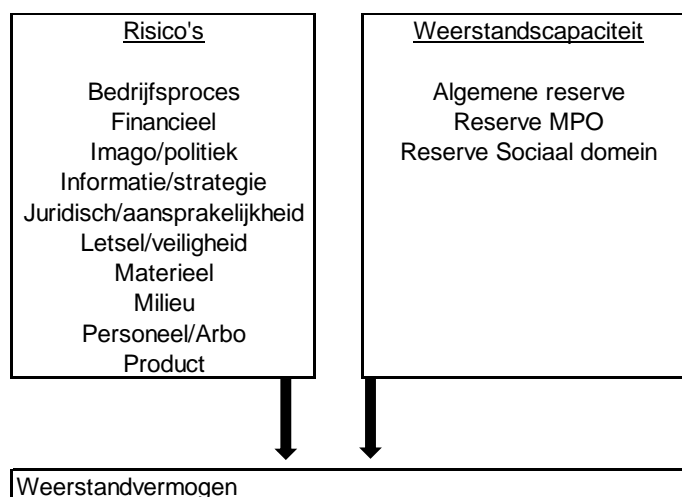 Risico's
Bedrijfsproces
Financieel
Imago/politiek
Informatie/strategie
Juridisch/aansprakelijkheid
Letsel/veiligheid
Materieel
Milieu
Personeel/Arbo
Product
Weerstandscapaciteit
Algemene reserve
Reserve MPO
Reserve Sociaal domein
Weerstandvermogen